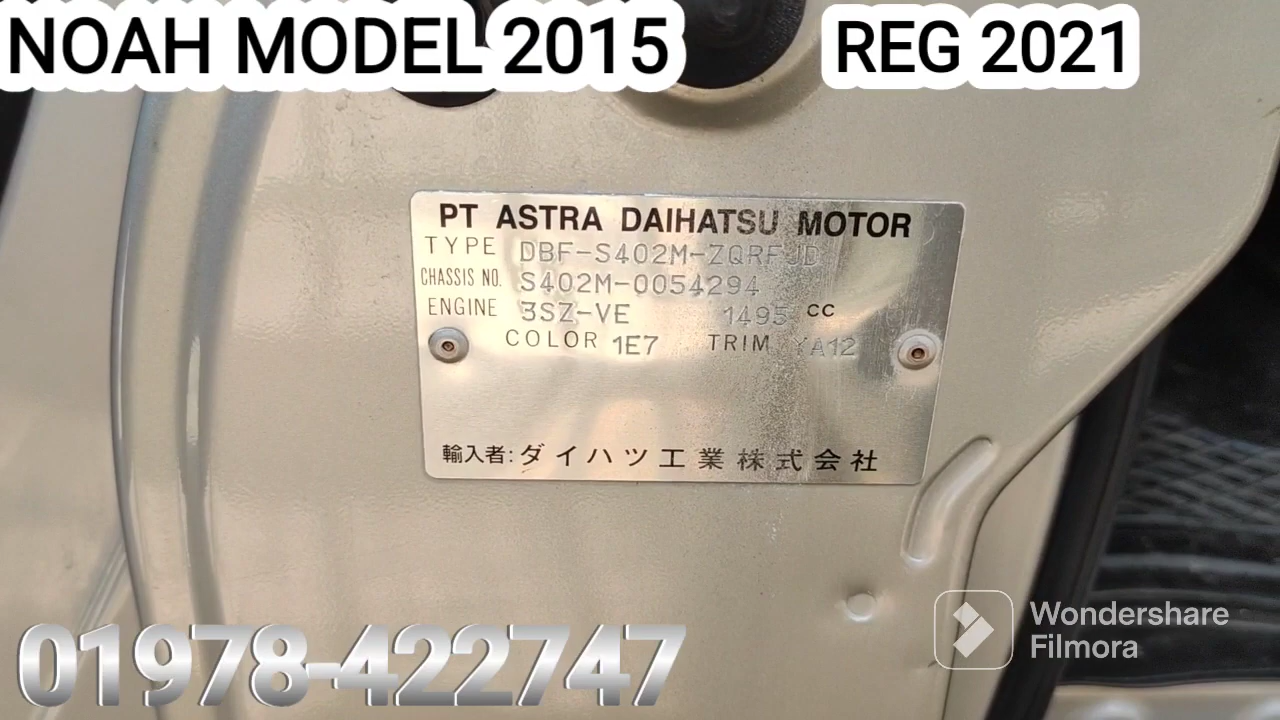 NOAH MODEL 2015 REG 2021
PT ASTRA DAIHATSU MOTOR
TYPE DBF-S402M-ZQRFJD
CHASSIS NO. S402M-0054294
ENGINE 3SZ-VE 1495 CC
COLOR 1E7 TRIM YA12
輸入者:ダイハツ工業株式会社
Wondershare
Filmora
01978-422747